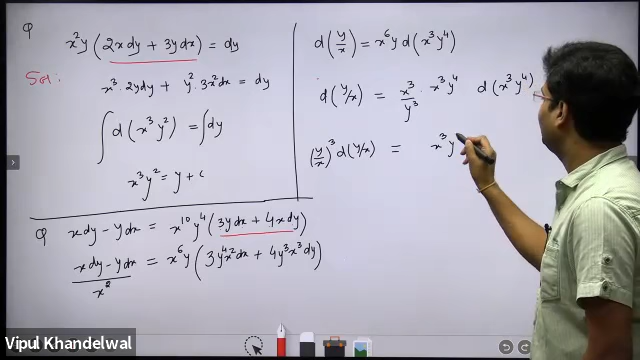 Q
x²y (2x dy + 3y dx) = dy
Sol:
x³ · 2y dy + y² · 3x² dx = dy
∫ d(x³y²) = ∫ dy
x³y² = y + c
Q x dy − y dx = x¹⁰ y⁴ (3y dx + 4x dy)
(x dy − y dx)/x² = x⁶y (3y⁴x² dx + 4y³x³ dy)
d(y/x) = x⁶y d(x³y⁴)
d(y/x) = x³/y³ · x³y⁴ d(x³y⁴)
(y/x)³ d(y/x) = x³y
Vipul Khandelwal